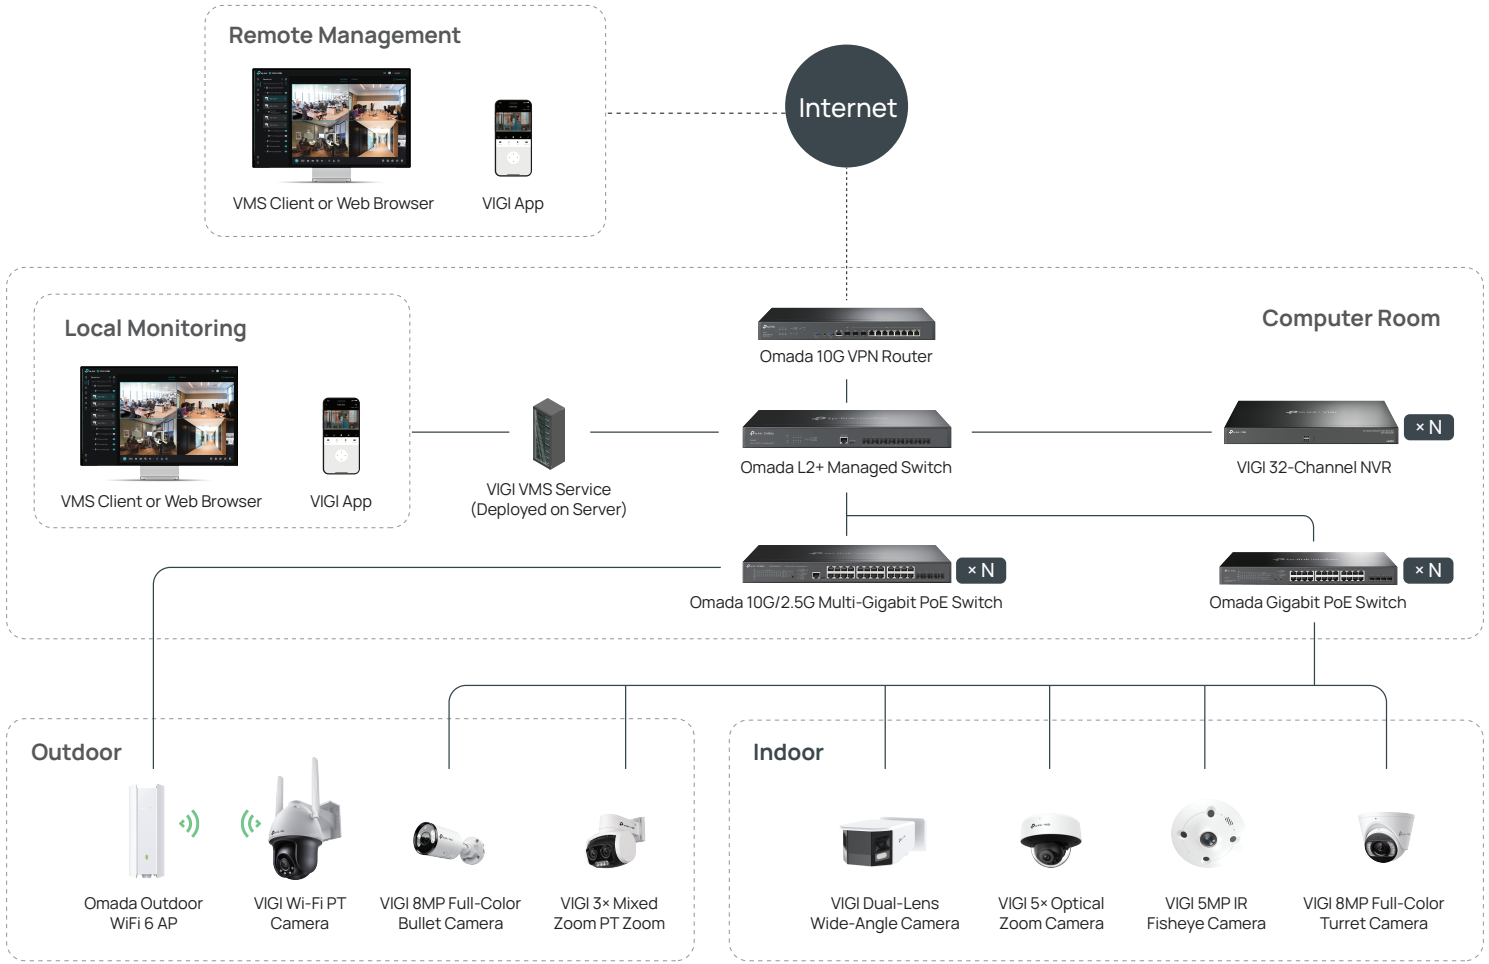 Remote Management
VMS Client or Web Browser
VIGI App
Internet
Computer Room
Local Monitoring
VMS Client or Web Browser
VIGI App
VIGI VMS Service
(Deployed on Server)
Omada 10G VPN Router
Omada L2+ Managed Switch
VIGI 32-Channel NVR
× N
Omada 10G/2.5G Multi-Gigabit PoE Switch
× N
Omada Gigabit PoE Switch
× N
Outdoor
Omada Outdoor
WiFi 6 AP
VIGI Wi-Fi PT
Camera
VIGI 8MP Full-Color
Bullet Camera
VIGI 3× Mixed
Zoom PT Zoom
Indoor
VIGI Dual-Lens
Wide-Angle Camera
VIGI 5× Optical
Zoom Camera
VIGI 5MP IR
Fisheye Camera
VIGI 8MP Full-Color
Turret Camera